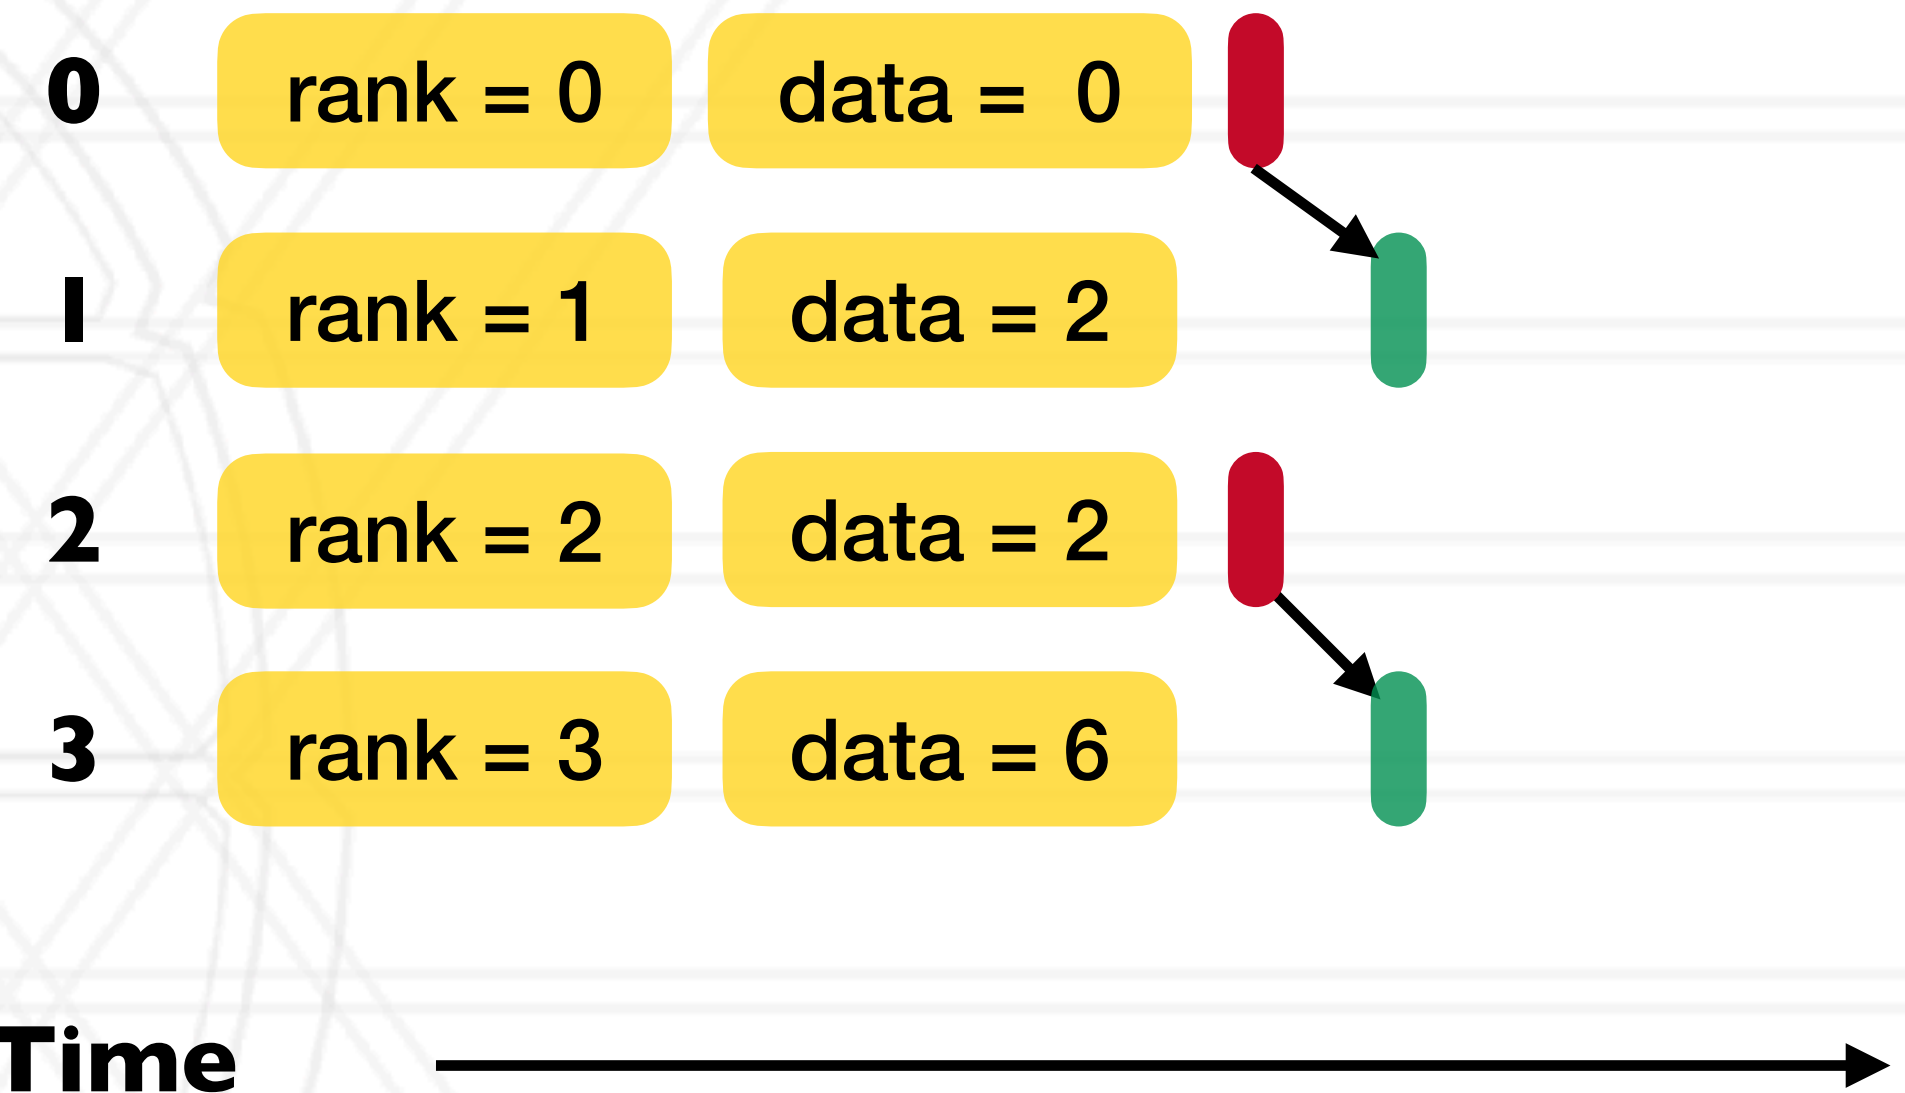 0 rank = 0 data = 0
1 rank = 1 data = 2
2 rank = 2 data = 2
3 rank = 3 data = 6
Time